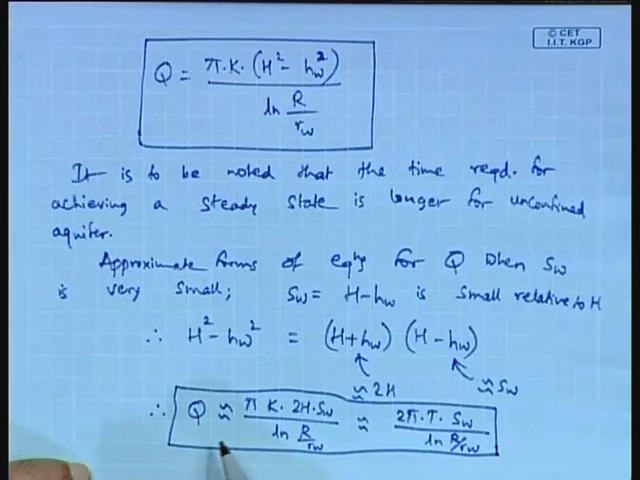 © CET
I.I.T. KGP
Q = π.K.(H² - hw²) / ln R/rw
It is to be noted that the time reqd. for
achieving a steady state is longer for unconfined
aquifer.
Approximate forms of eqns for Q when Sw
is very small; Sw = H-hw is small relative to H
∴ H² - hw² = (H+hw) (H-hw)
≈ 2H ≈ Sw
∴ Q ≈ π K. 2H.Sw / ln R/rw ≈ 2π.T.Sw / ln R/rw